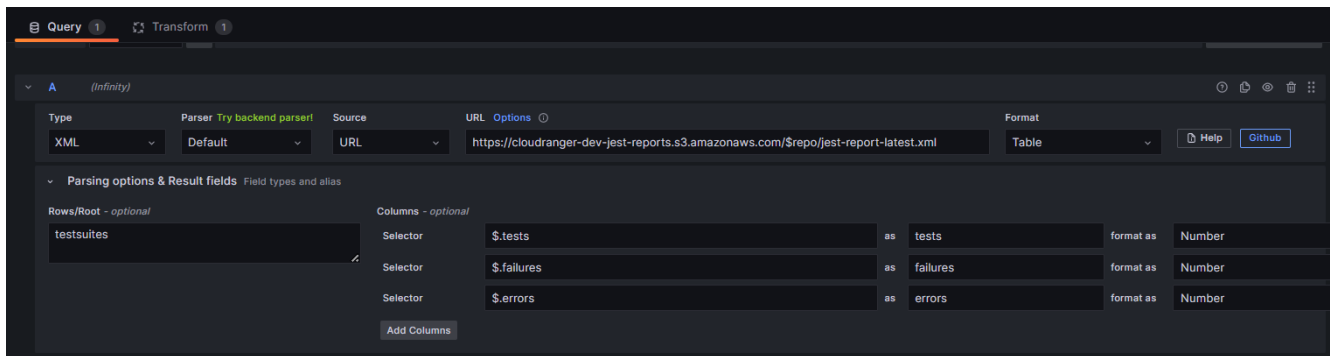 Query 1 Transform 1
A (Infinity)
Type Parser Try backend parser! Source URL Options Format
XML Default URL https://cloudranger-dev-jest-reports.s3.amazonaws.com/$repo/jest-report-latest.xml Table Help Github
Parsing options & Result fields Field types and alias
Rows/Root - optional Columns - optional
testsuites Selector $.tests as tests format as Number
Selector $.failures as failures format as Number
Selector $.errors as errors format as Number
Add Columns